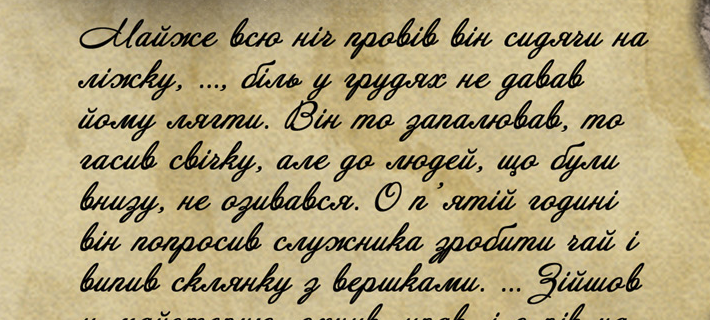 Майже всю ніч провів він сидячи на
ліжку, ..., біль у грудях не давав
йому лягти. Він то запалював, то
гасив свічку, але до людей, що були
внизу, не озивався. О п’ятій годині
він попросив служника зробити чай і
випив склянку з вершками. ... Зійшов